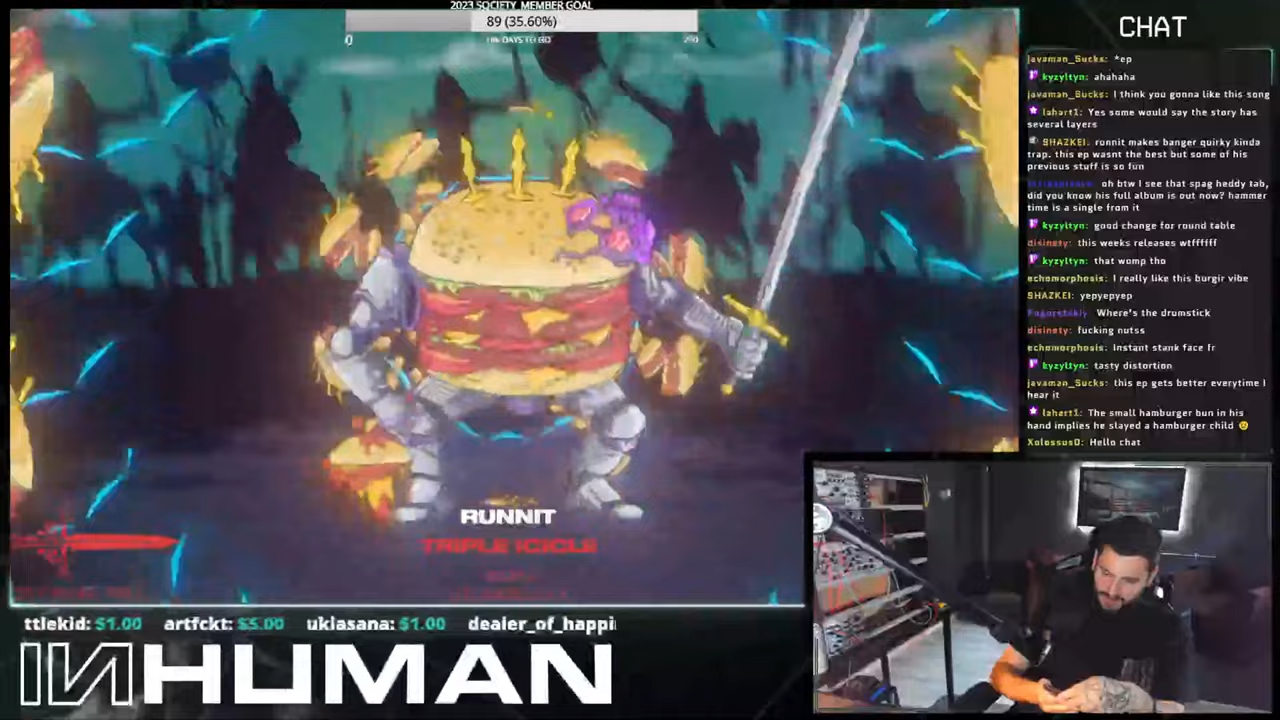 2023 SOCIETY MEMBER GOAL
89 (35.60%)
0
250
CHAT
javaman_Sucks: *ep
kyzyltyn: ahahaha
javaman_Sucks: I think you gonna like this song
lahart1: Yes some would say the story has
several layers
SHAZKEI: runnit makes banger quirky kinda
trap. this ep wasnt the best but some of his
previous stuff is so fun
oh btw I see that spag heddy tab,
did you know his full album is out now? hammer
time is a single from it
kyzyltyn: good change for round table
disinety: this weeks releases wtffffff
kyzyltyn: that womp tho
echomorphosis: I really like this burgir vibe
SHAZKEI: yepyepyep
Where's the drumstick
disinety: fucking nutss
echomorphosis: Instant stank face fr
kyzyltyn: tasty distortion
javaman_Sucks: this ep gets better everytime I
hear it
lahart1: The small hamburger bun in his
hand implies he slayed a hamburger child
XolossusO: Hello chat
RUNNIT
TRIPLE ICICLE
ttlekid: $1.00 artfckt: $5.00 uklasana: $1.00 dealer_of_happi
INHUMAN